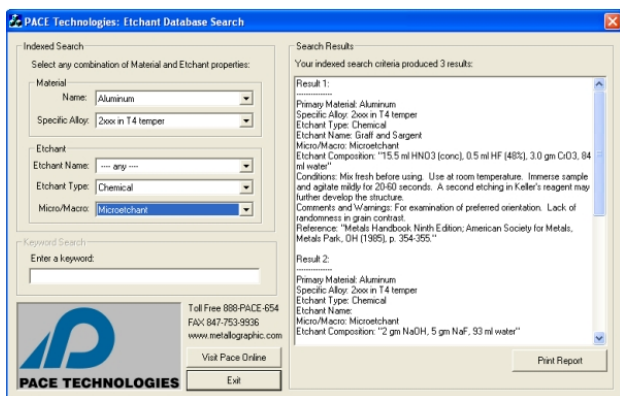 PACE Technologies: Etchant Database Search
Indexed Search
Select any combination of Material and Etchant properties:
Material
Name: Aluminum
Specific Alloy: 2xxx in T4 temper
Etchant
Etchant Name: ---- any ----
Etchant Type: Chemical
Micro/Macro: Microetchant
Keyword Search
Enter a keyword:
PACE TECHNOLOGIES
Toll Free 888-PACE-654
FAX 847-753-9936
www.metallographic.com
Visit Pace Online
Exit
Search Results
Your indexed search criteria produced 3 results:
Result 1:
---------------
Primary Material: Aluminum
Specific Alloy: 2xxx in T4 temper
Etchant Type: Chemical
Etchant Name: Graff and Sargent
Micro/Macro: Microetchant
Etchant Composition: "15.5 ml HNO3 (conc), 0.5 ml HF (48%), 3.0 gm CrO3, 84
ml water"
Conditions: Mix fresh before using. Use at room temperature. Immerse sample
and agitate mildly for 20-60 seconds. A second etching in Keller's reagent may
further develop the structure.
Comments and Warnings: For examination of preferred orientation. Lack of
randomness in grain contrast.
Reference: "Metals Handbook Ninth Edition; American Society for Metals,
Metals Park, OH (1985), p. 354-355."
Result 2:
---------------
Primary Material: Aluminum
Specific Alloy: 2xxx in T4 temper
Etchant Type: Chemical
Etchant Name:
Micro/Macro: Microetchant
Etchant Composition: "2 gm NaOH, 5 gm NaF, 93 ml water"
Print Report